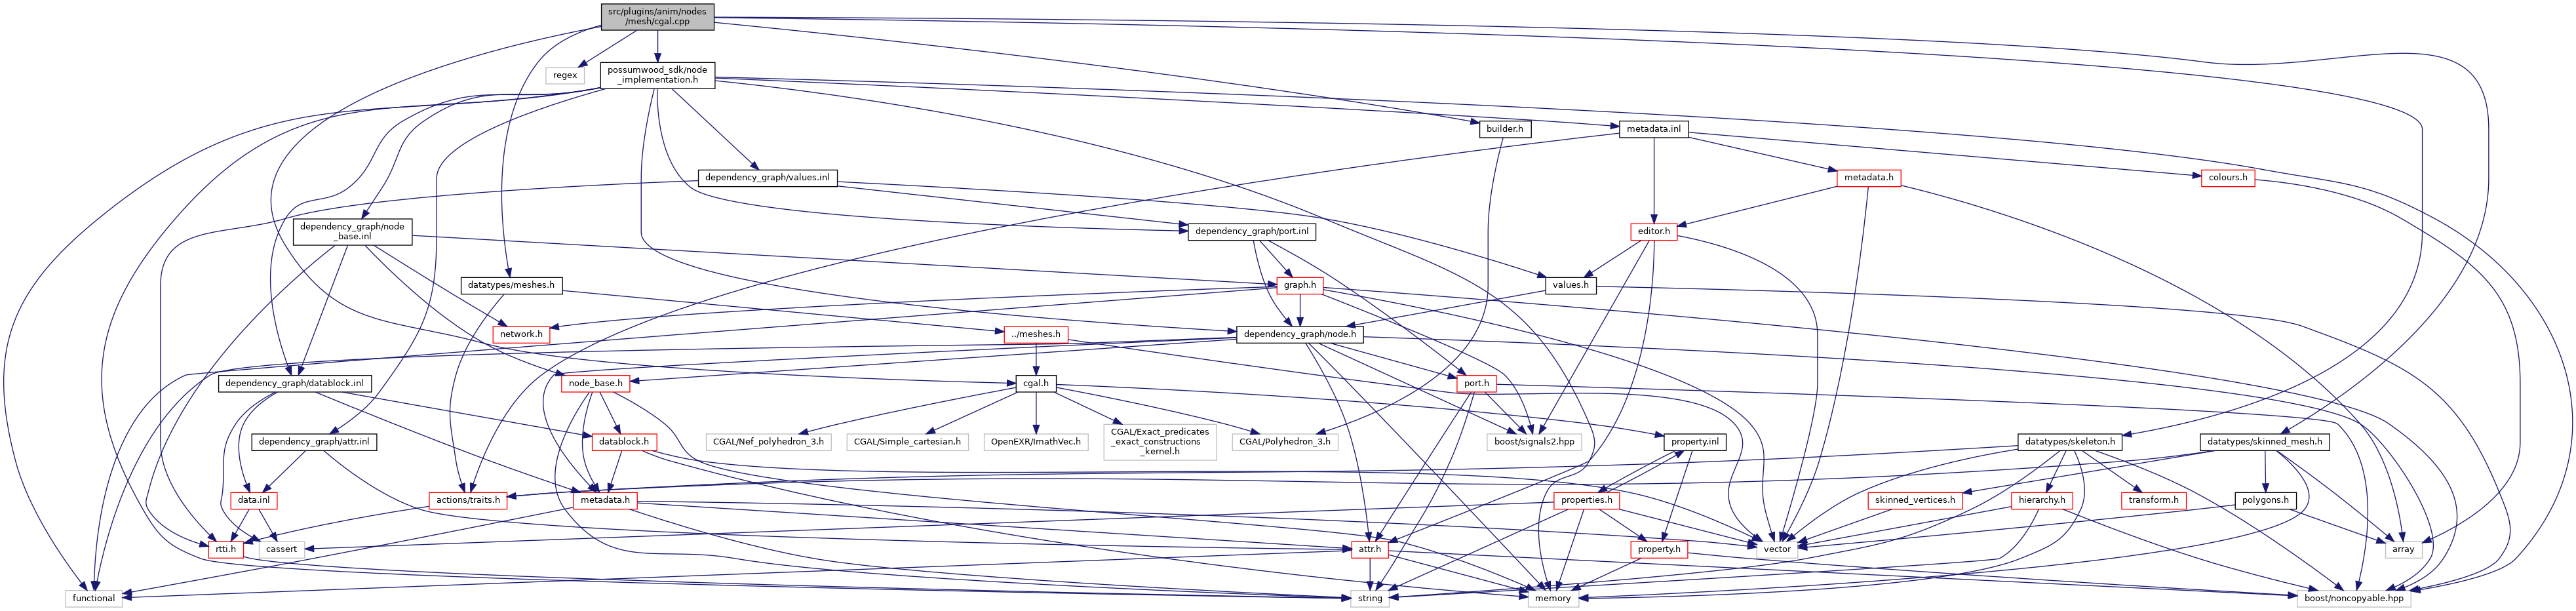 src/plugins/anim/nodes
/mesh/cgal.cpp
regex
possumwood_sdk/node
_implementation.h
builder.h
metadata.inl
dependency_graph/values.inl
metadata.h
colours.h
dependency_graph/node
_base.inl
dependency_graph/port.inl
editor.h
datatypes/meshes.h
graph.h
values.h
network.h
../meshes.h
dependency_graph/node.h
dependency_graph/datablock.inl
node_base.h
cgal.h
port.h
dependency_graph/attr.inl
datablock.h
CGAL/Nef_polyhedron_3.h
CGAL/Simple_cartesian.h
OpenEXR/ImathVec.h
CGAL/Exact_predicates
_exact_constructions
_kernel.h
CGAL/Polyhedron_3.h
property.inl
boost/signals2.hpp
datatypes/skeleton.h
datatypes/skinned_mesh.h
data.inl
actions/traits.h
metadata.h
properties.h
skinned_vertices.h
hierarchy.h
transform.h
polygons.h
rtti.h
cassert
attr.h
property.h
vector
array
functional
string
memory
boost/noncopyable.hpp